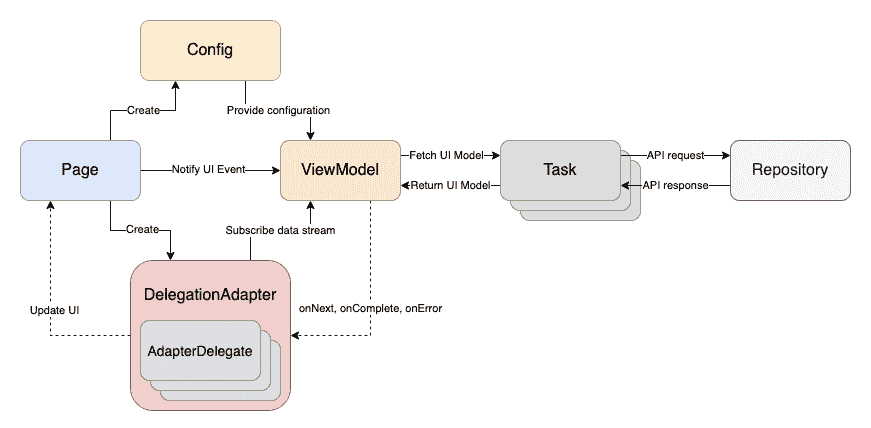 Config
Create
Provide configuration
Page
Notify UI Event
ViewModel
Fetch UI Model
Return UI Model
Task
API request
API response
Repository
Create
Subscribe data stream
DelegationAdapter
AdapterDelegate
Update UI
onNext, onComplete, onError